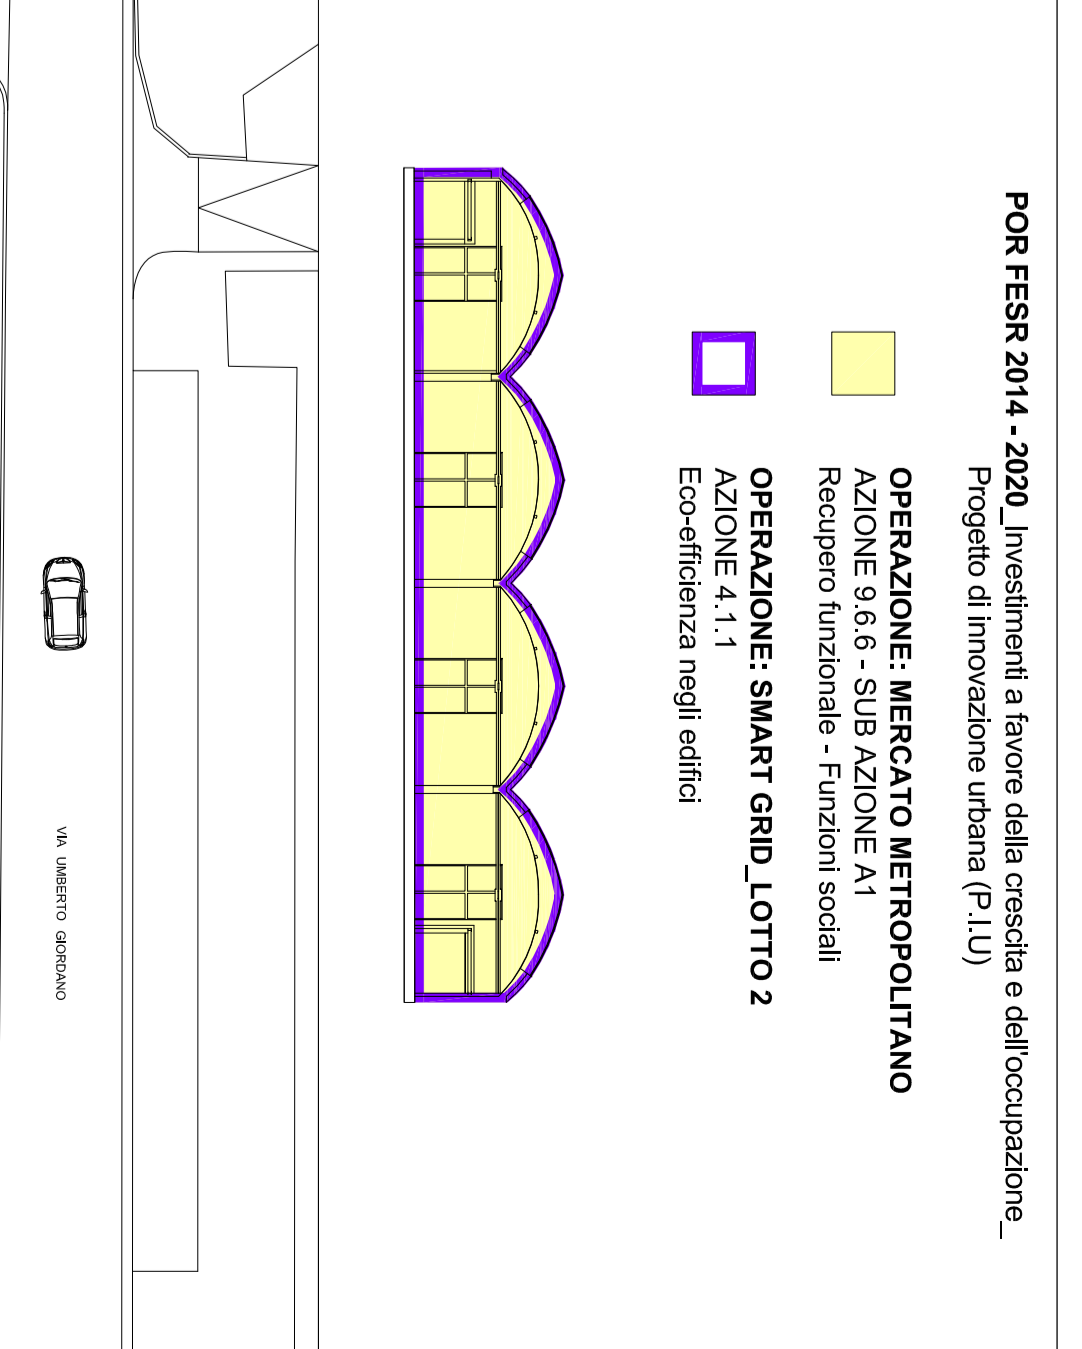 POR FESR 2014 - 2020_Investimenti a favore della crescita e dell'occupazione_
Progetto di innovazione urbana (P.I.U)
OPERAZIONE: MERCATO METROPOLITANO
AZIONE 9.6.6 - SUB AZIONE A1
Recupero funzionale - Funzioni sociali
OPERAZIONE: SMART GRID_LOTTO 2
AZIONE 4.1.1
Eco-efficienza negli edifici
VIA UMBERTO GIORDANO